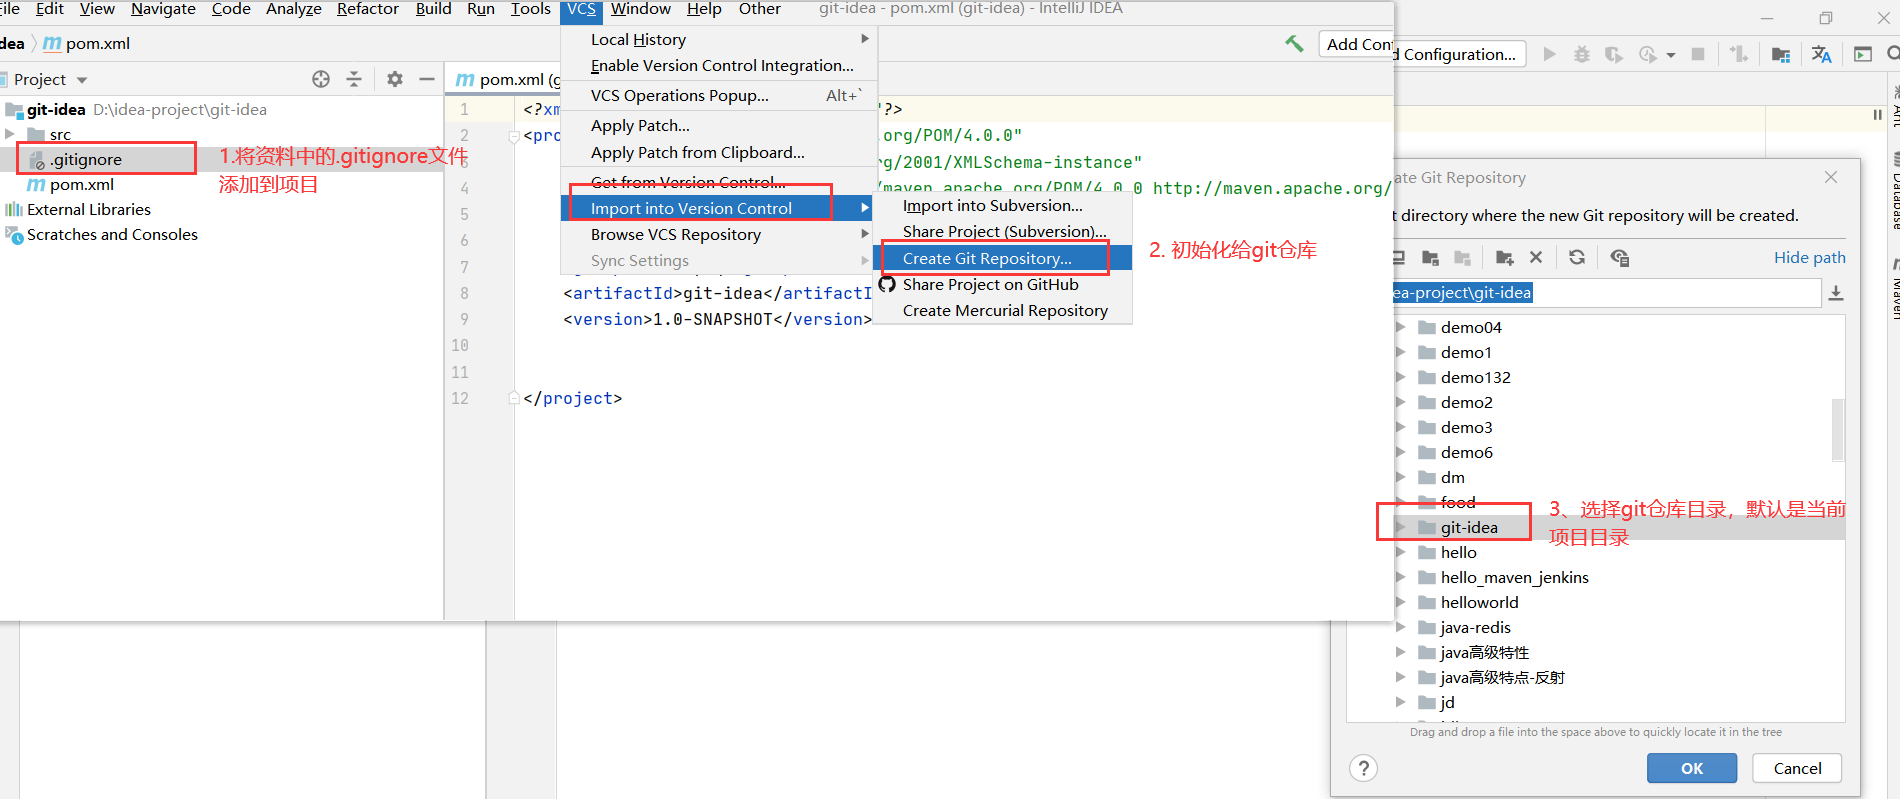 File Edit View Navigate Code Analyze Refactor Build Run Tools VCS Window Help Other git-idea - pom.xml (git-idea) - IntelliJ IDEA
dea pom.xml
Add Con
d Configuration...
Project
pom.xml (g
git-idea D:\idea-project\git-idea
src
.gitignore
pom.xml
External Libraries
Scratches and Consoles
1.将资料中的.gitignore文件
添加到项目
Local History
Enable Version Control Integration...
VCS Operations Popup... Alt+`
Apply Patch...
Apply Patch from Clipboard...
Get from Version Control...
Import into Version Control
Browse VCS Repository
Sync Settings
Import into Subversion...
Share Project (Subversion)...
Create Git Repository...
Share Project on GitHub
Create Mercurial Repository
2. 初始化给git仓库
1 <?xm "?>
2 <pro .org/POM/4.0.0"
3 rg/2001/XMLSchema-instance"
4 /maven.apache.org/POM/4.0.0 http://maven.apache.org/
5
6
7
8 <artifactId>git-idea</artifactI
9 <version>1.0-SNAPSHOT</version>
10
11
12 </project>
ate Git Repository
t directory where the new Git repository will be created.
Hide path
ea-project\git-idea
demo04
demo1
demo132
demo2
demo3
demo6
dm
food
git-idea
hello
hello_maven_jenkins
helloworld
java-redis
java高级特性
java高级特点-反射
jd
3、选择git仓库目录，默认是当前
项目目录
Drag and drop a file into the space above to quickly locate it in the tree
? OK Cancel
Ant
Database
Maven